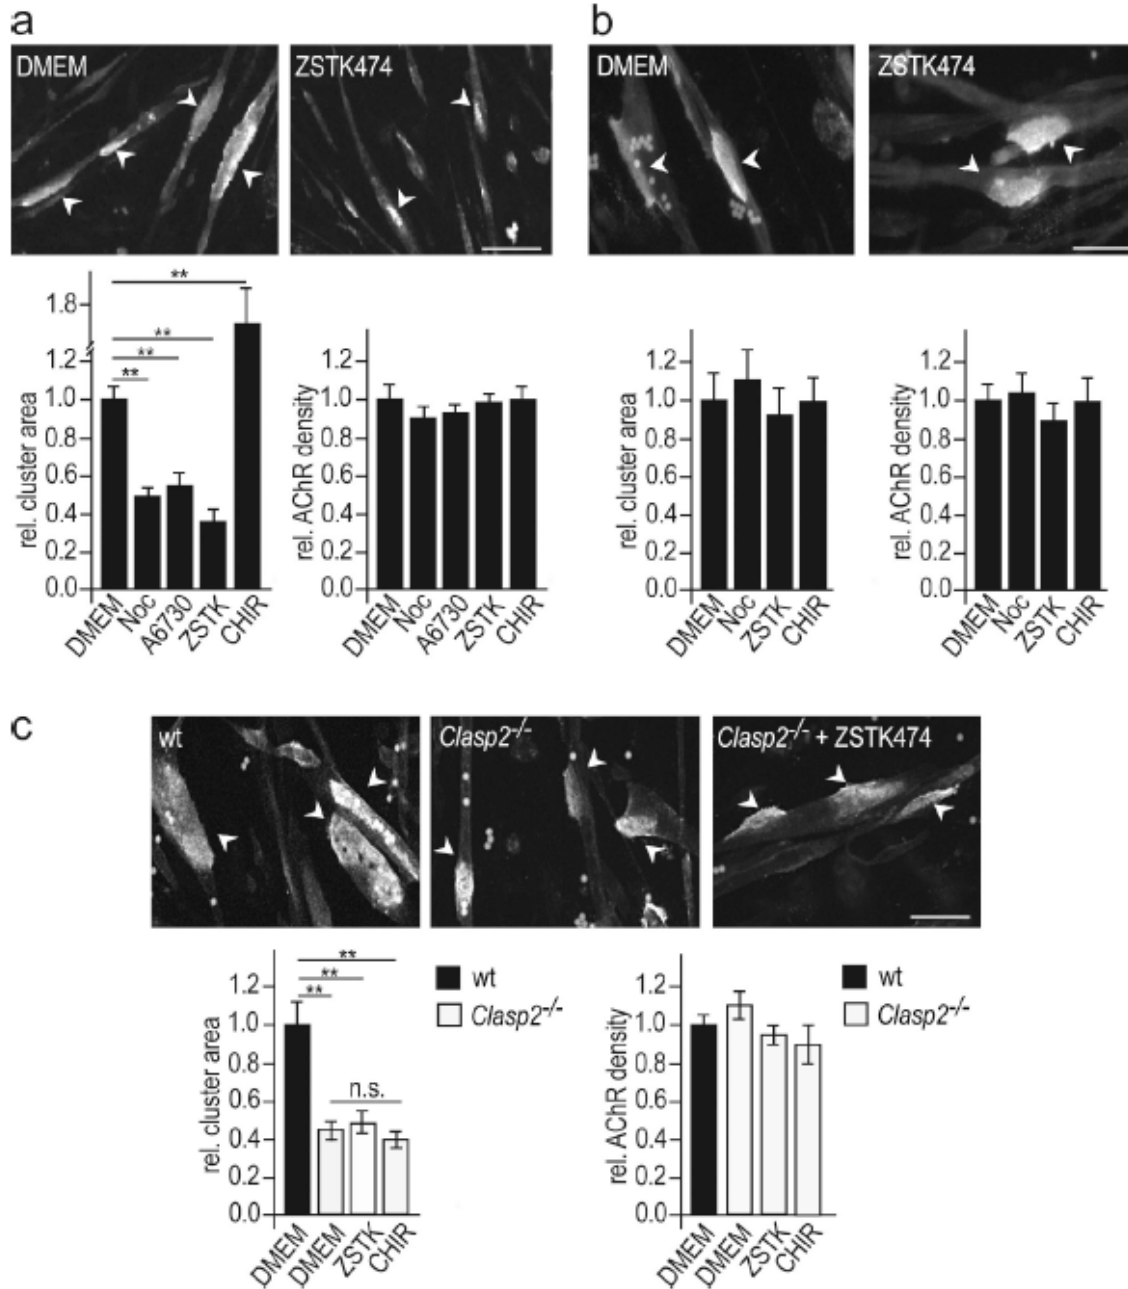 a
b
DMEM
ZSTK474
DMEM
ZSTK474
**
**
**
**
rel. cluster area
1.8
1.2
1.0
0.6
0.4
0.2
0.0
DMEM
Noc
A6730
ZSTK
CHIR
rel. AChR density
1.2
1.0
0.8
0.6
0.4
0.2
0.0
DMEM
Noc
A6730
ZSTK
CHIR
rel. cluster area
1.2
1.0
0.8
0.6
0.4
0.2
0.0
DMEM
Noc
ZSTK
CHIR
rel. AChR density
1.2
1.0
0.8
0.6
0.4
0.2
0.0
DMEM
Noc
ZSTK
CHIR
c
wt
Clasp2-/-
Clasp2-/- + ZSTK474
**
**
**
n.s.
rel. cluster area
1.2
1.0
0.8
0.6
0.4
0.2
0.0
DMEM
DMEM
ZSTK
CHIR
wt
Clasp2-/-
rel. AChR density
1.2
1.0
0.8
0.6
0.4
0.2
0.0
DMEM
DMEM
ZSTK
CHIR
wt
Clasp2-/-